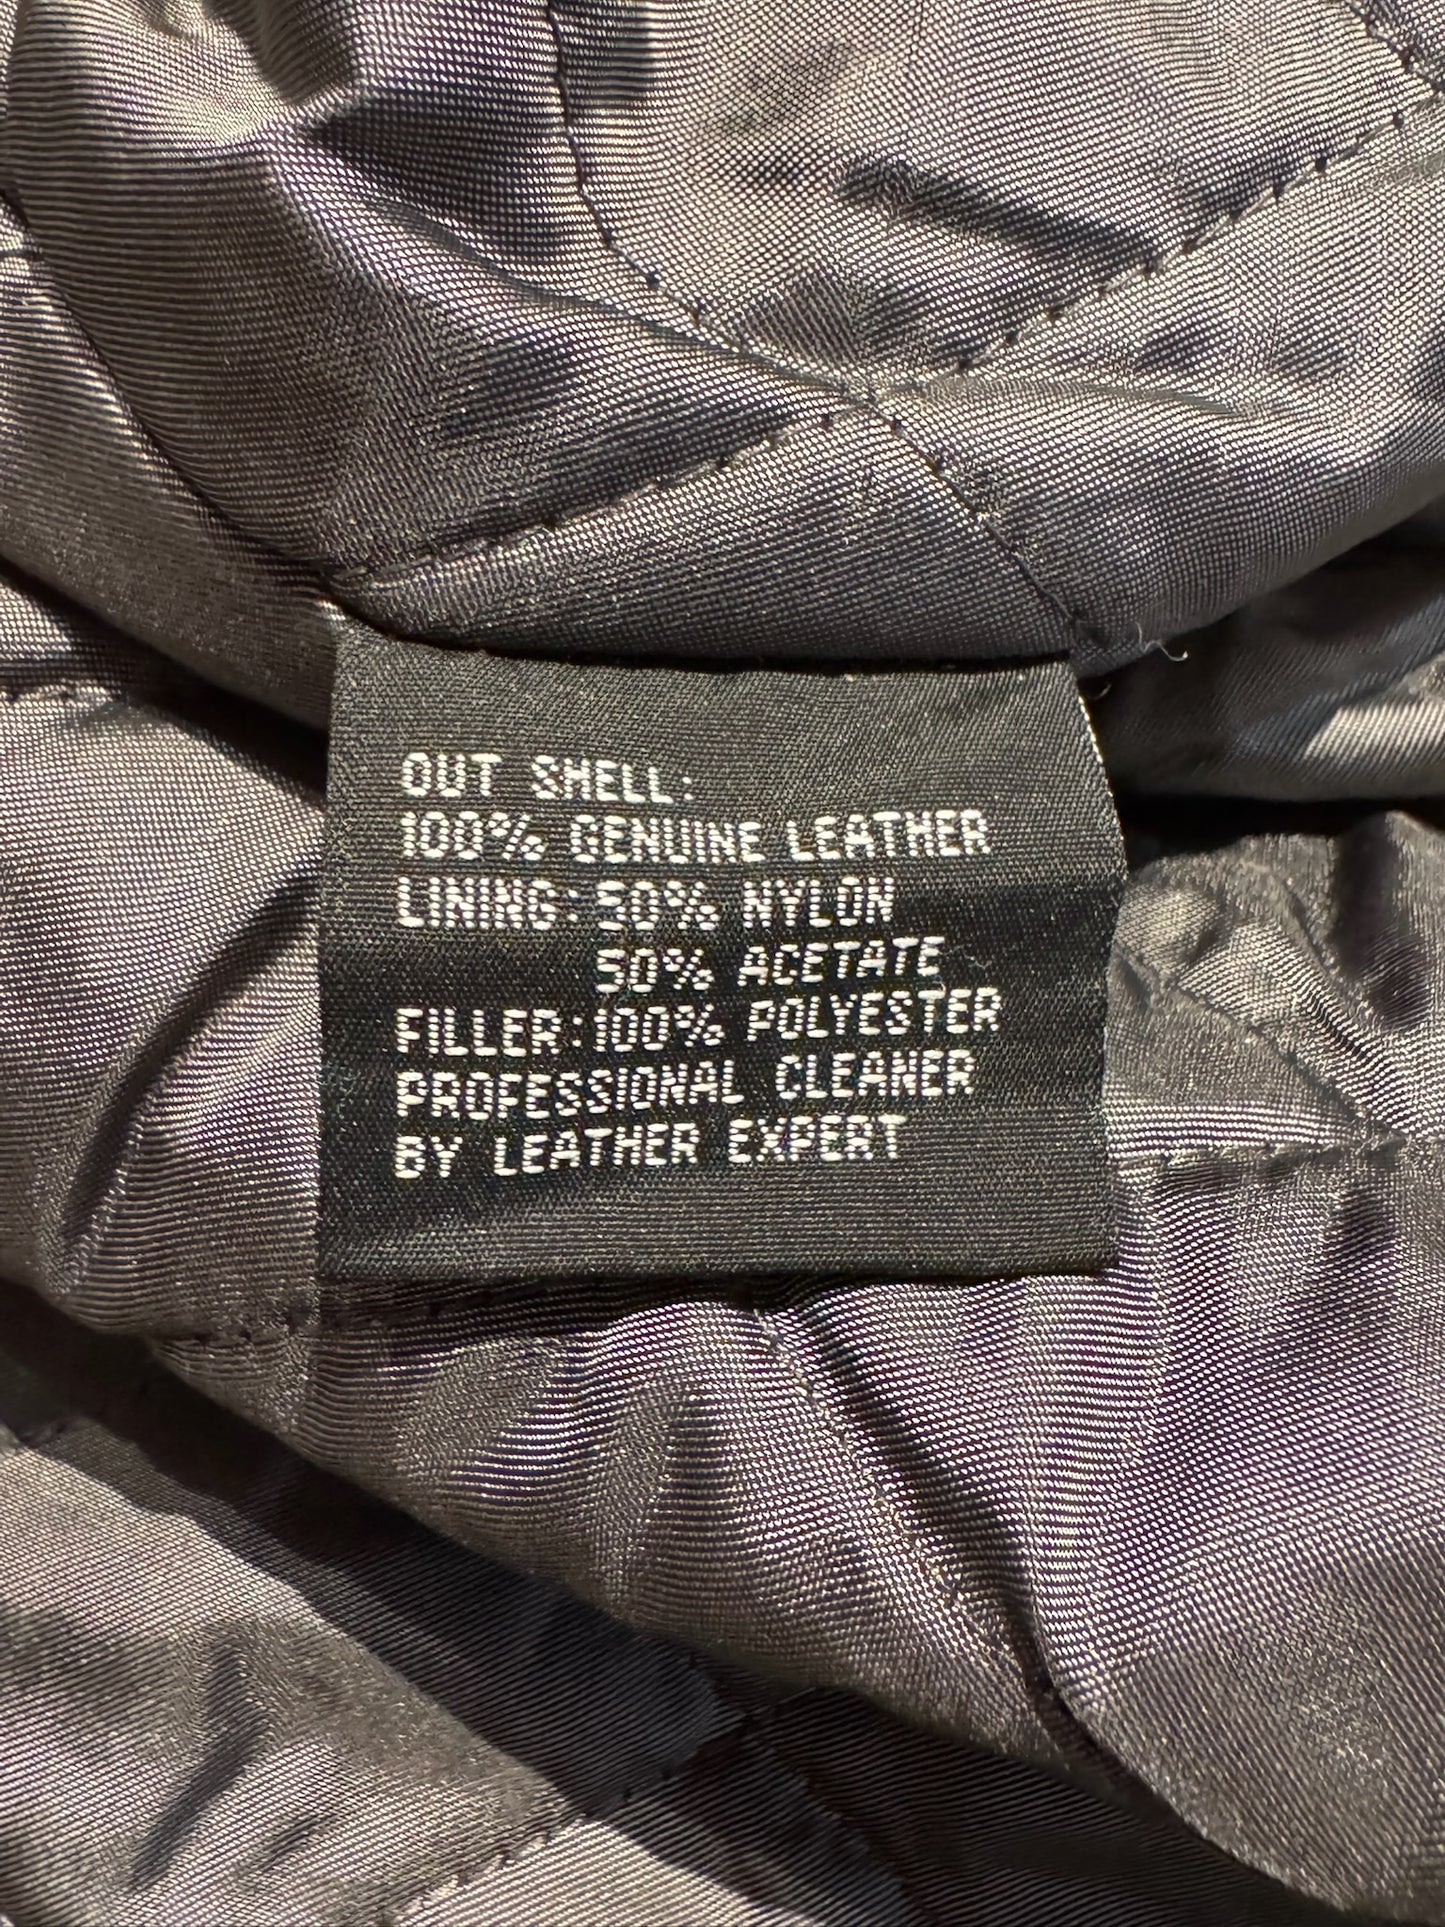 OUT SHELL:
100% GENUINE LEATHER
LINING: 50% NYLON
50% ACETATE
FILLER: 100% POLYESTER
PROFESSIONAL CLEANER
BY LEATHER EXPERT